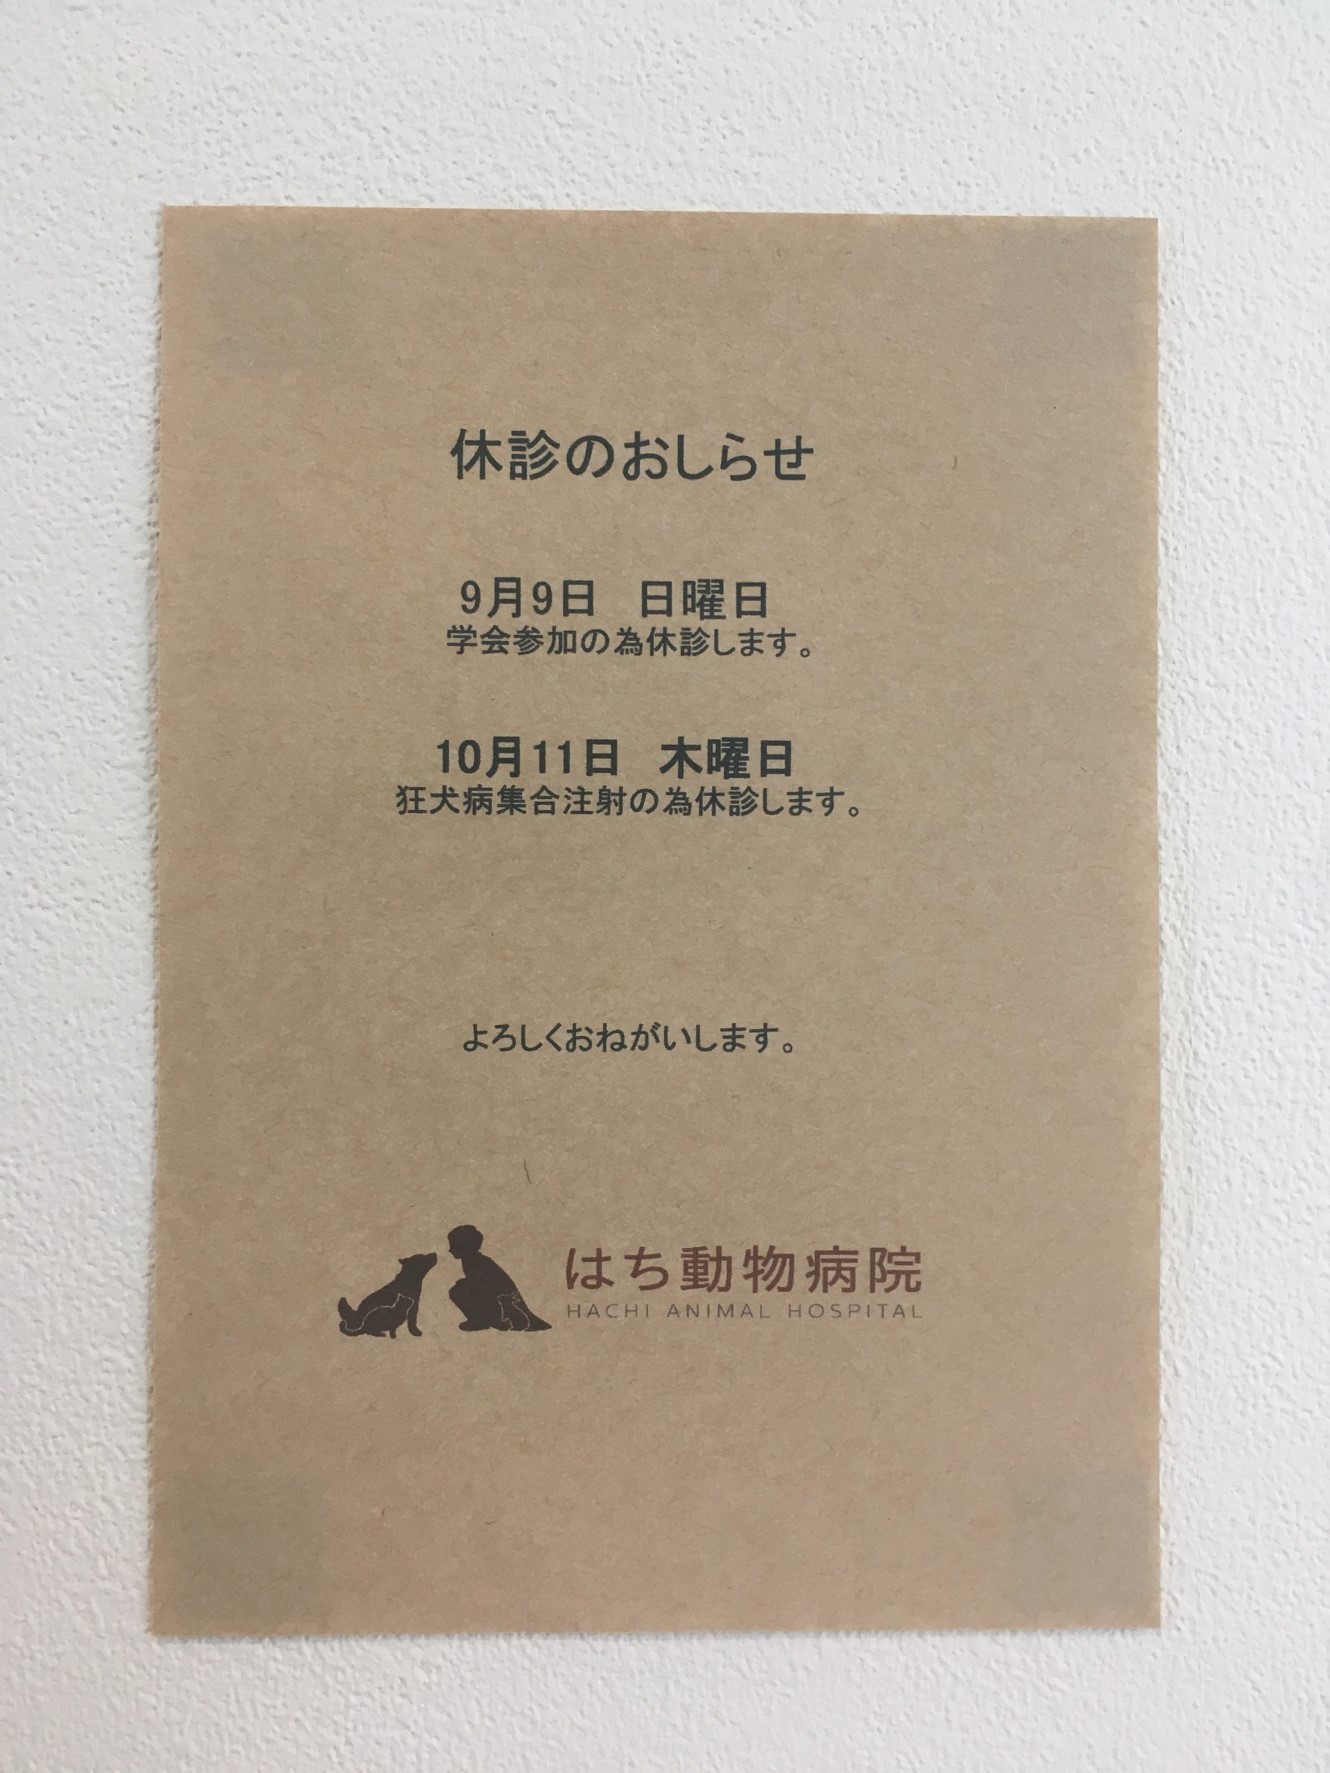 休診のおしらせ
9月9日　日曜日
学会参加の為休診します。
10月11日　木曜日
狂犬病集合注射の為休診します。
よろしくおねがいします。
はち動物病院
HACHI ANIMAL HOSPITAL